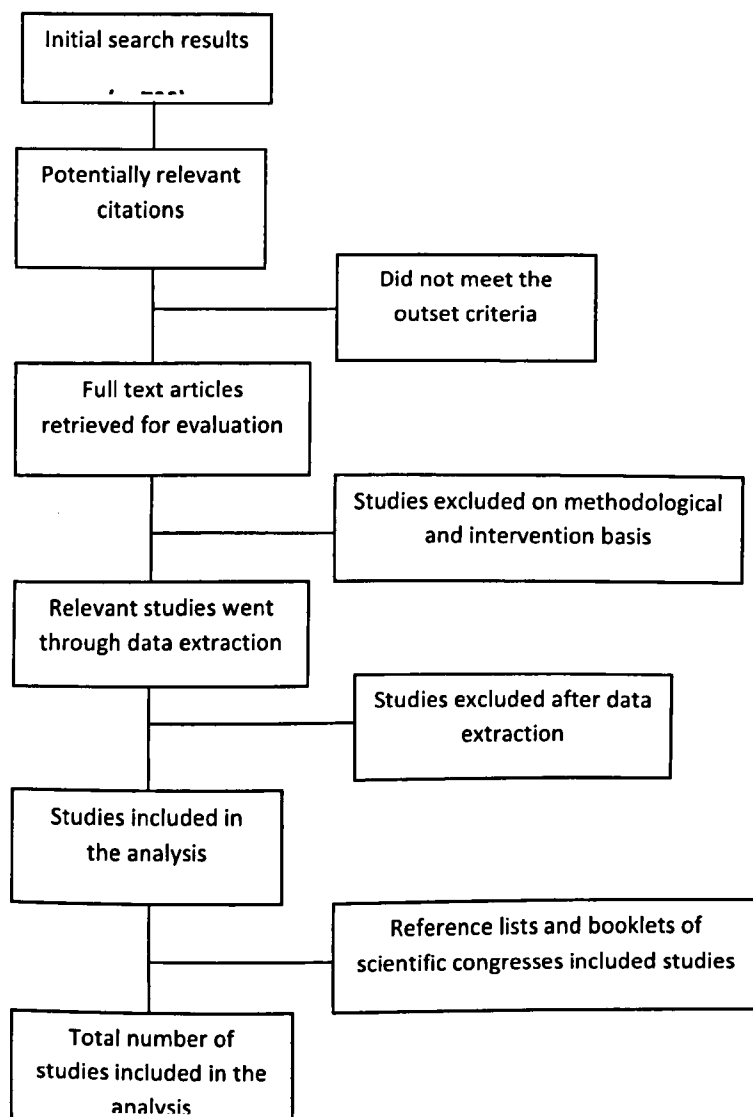 Initial search results
Potentially relevant
citations
Did not meet the
outset criteria
Full text articles
retrieved for evaluation
Studies excluded on methodological
and intervention basis
Relevant studies went
through data extraction
Studies excluded after data
extraction
Studies included in
the analysis
Reference lists and booklets of
scientific congresses included studies
Total number of
studies included in the
analysis